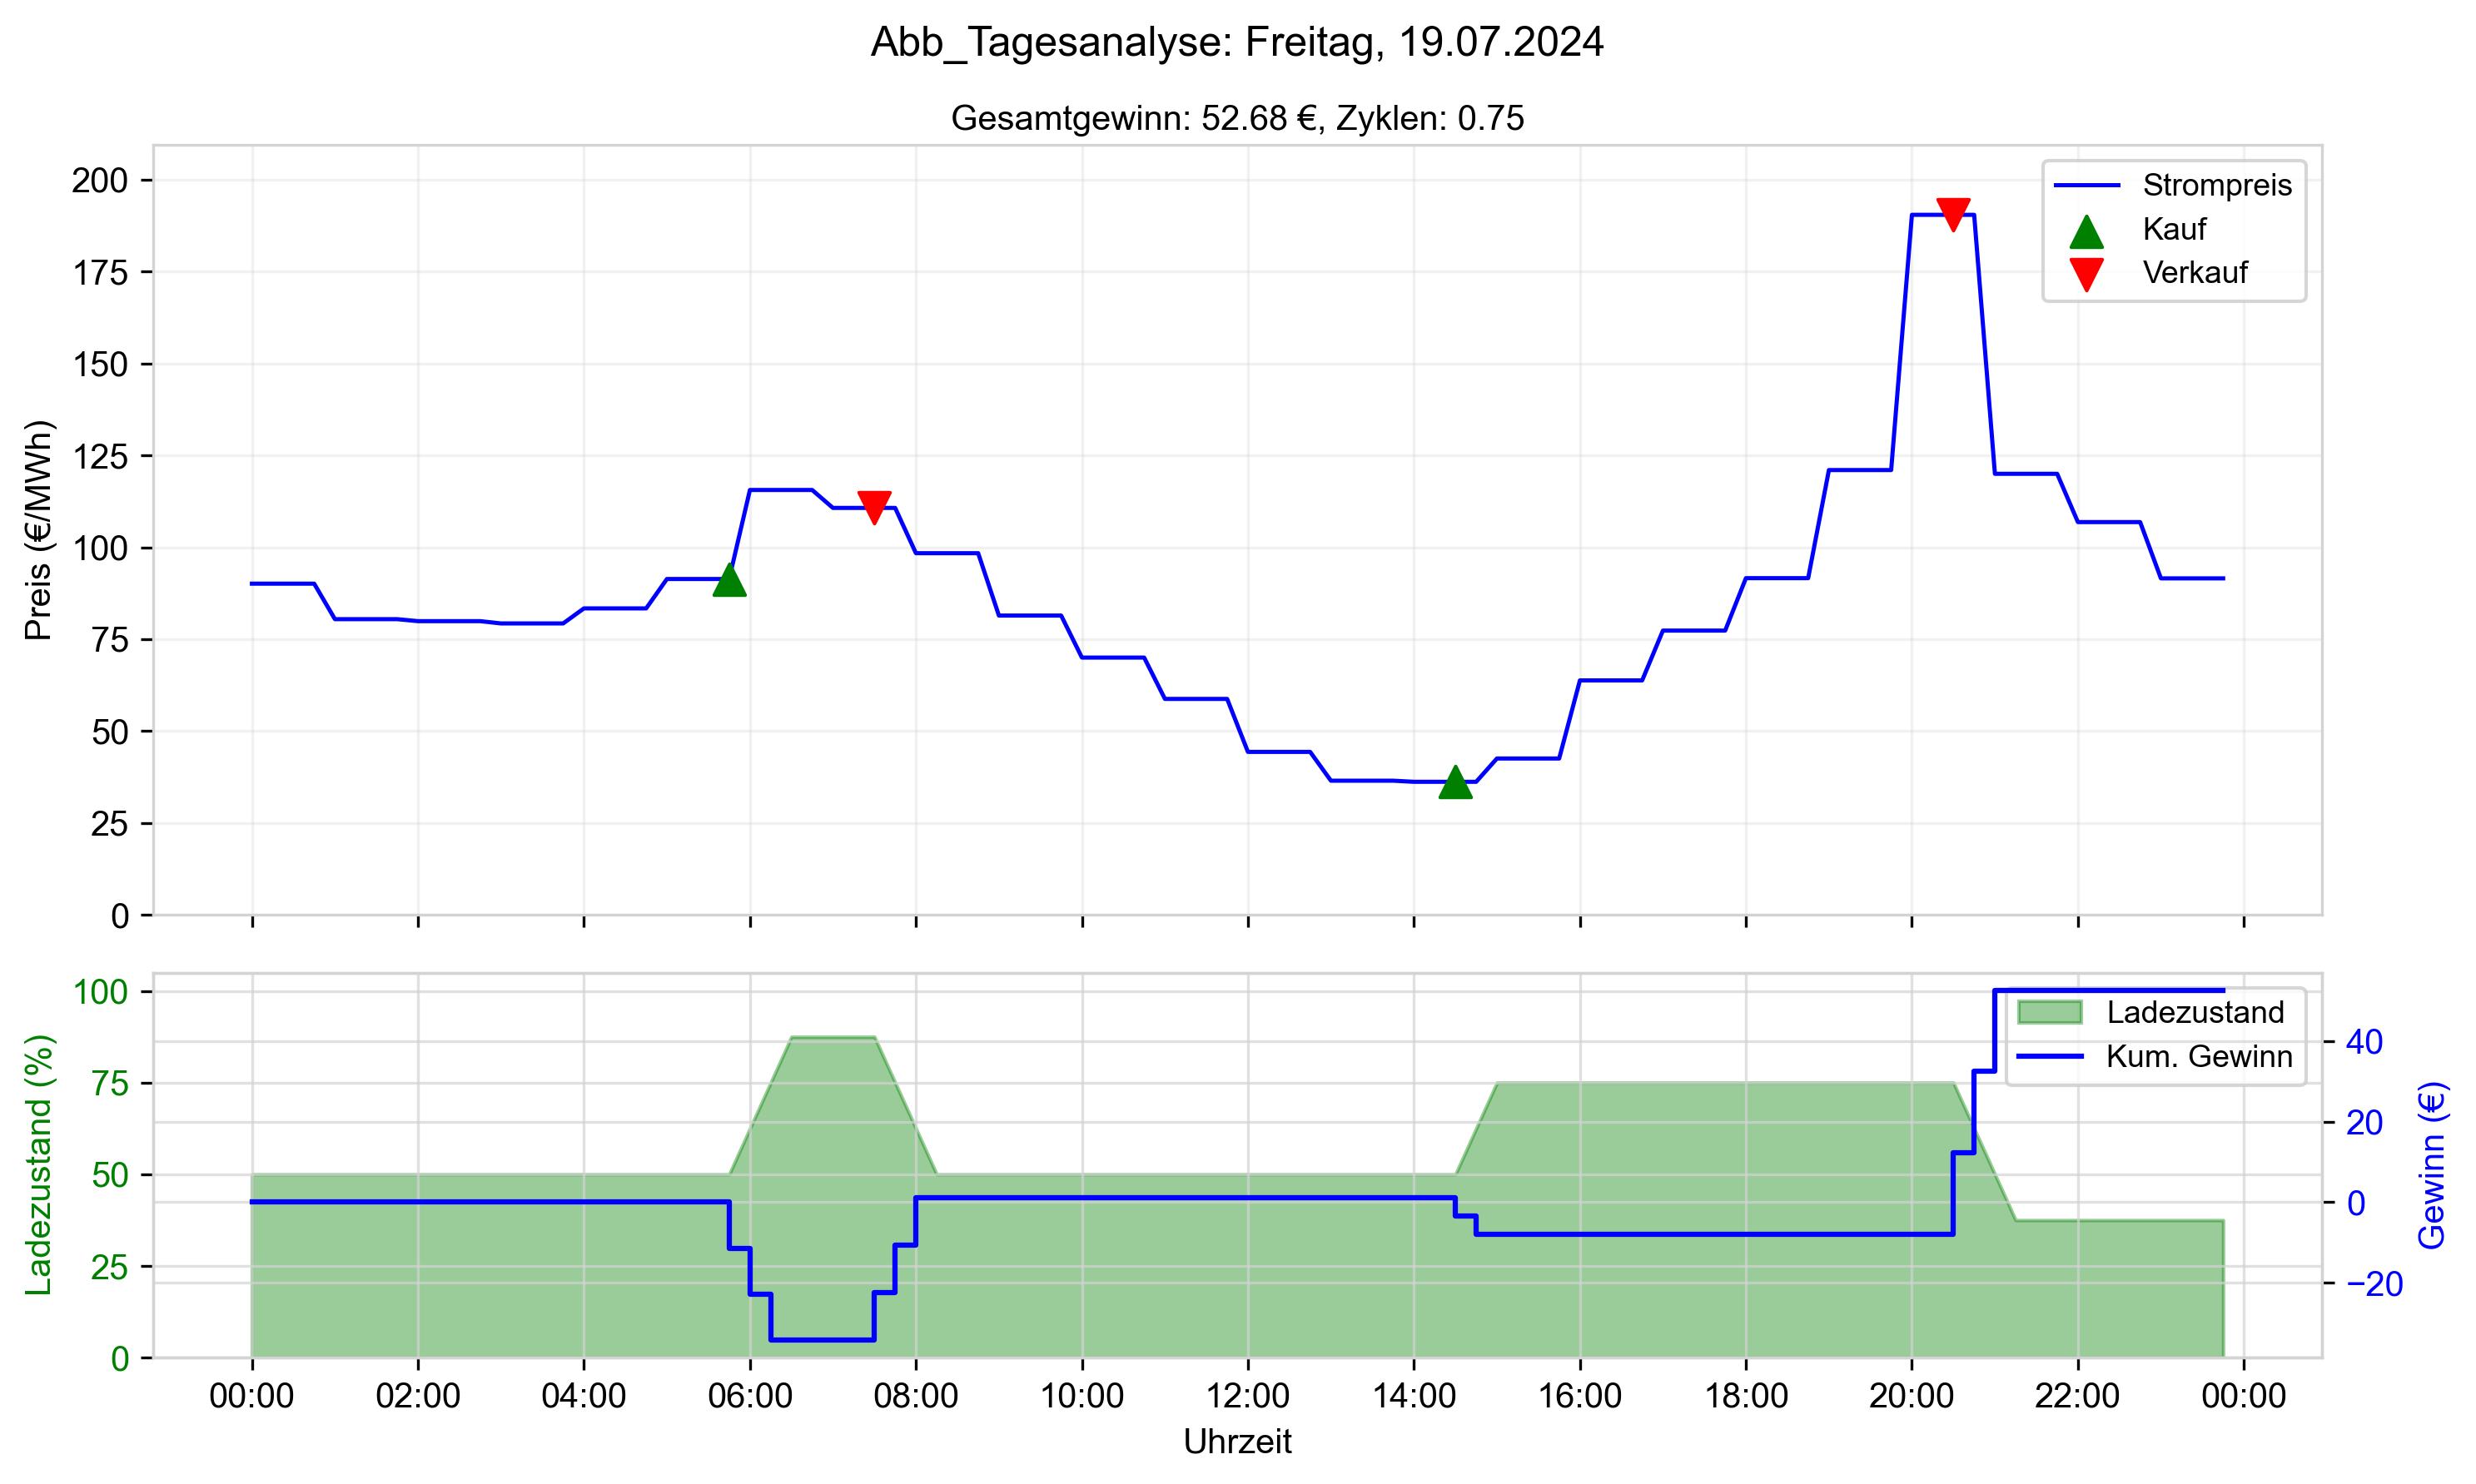 Abb_Tagesanalyse: Freitag, 19.07.2024
Gesamtgewinn: 52.68 €, Zyklen: 0.75
Preis (€/MWh)
200
175
150
125
100
75
50
25
0
Strompreis
Kauf
Verkauf
Ladezustand (%)
100
75
50
25
0
Ladezustand
Kum. Gewinn
40
20
0
−20
Gewinn (€)
00:00 02:00 04:00 06:00 08:00 10:00 12:00 14:00 16:00 18:00 20:00 22:00 00:00
Uhrzeit